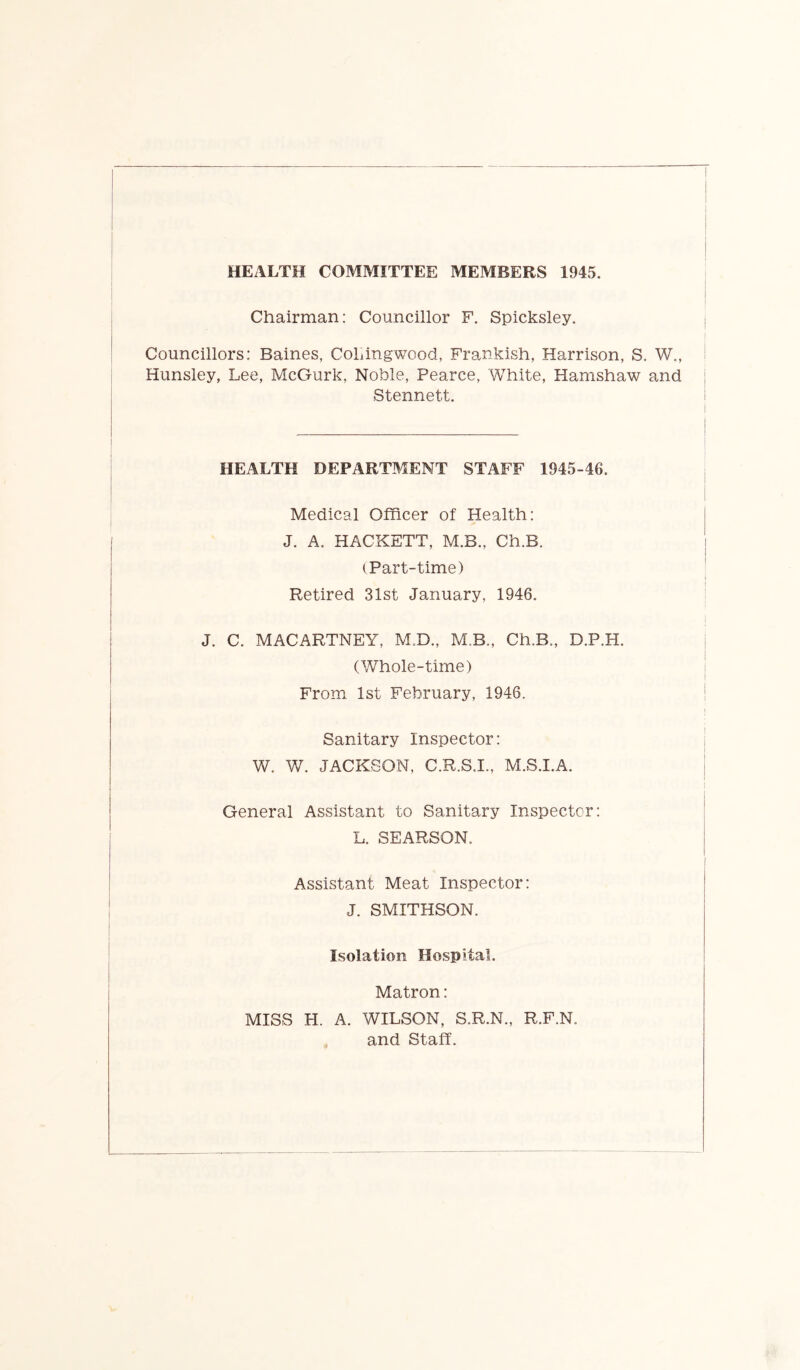 HEALTH COMMITTEE MEMBERS 1945.
Chairman: Councillor F. Spicksley.
Councillors: Baines, Collingwood, Frankish, Harrison, S. W.,
Hunsley, Lee, McGurk, Noble, Pearce, White, Hamshaw and
Stennett.
HEALTH DEPARTMENT STAFF 1945-46.
Medical Officer of Health:
J. A. HACKETT, M.B., Ch.B.
(Part-time)
Retired 31st January, 1946.
J. C. MACARTNEY, M.D., M.B., Ch.B., D.P.H.
(Whole-time)
From 1st February, 1946.
Sanitary Inspector:
W. W. JACKSON, C.R.S.I., M.S.I.A.
General Assistant to Sanitary Inspector:
L. SEARSON.
Assistant Meat Inspector:
J. SMITHSON.
Isolation Hospital.
Matron:
MISS H. A. WILSON, S.R.N., R.F.N.
and Staff.